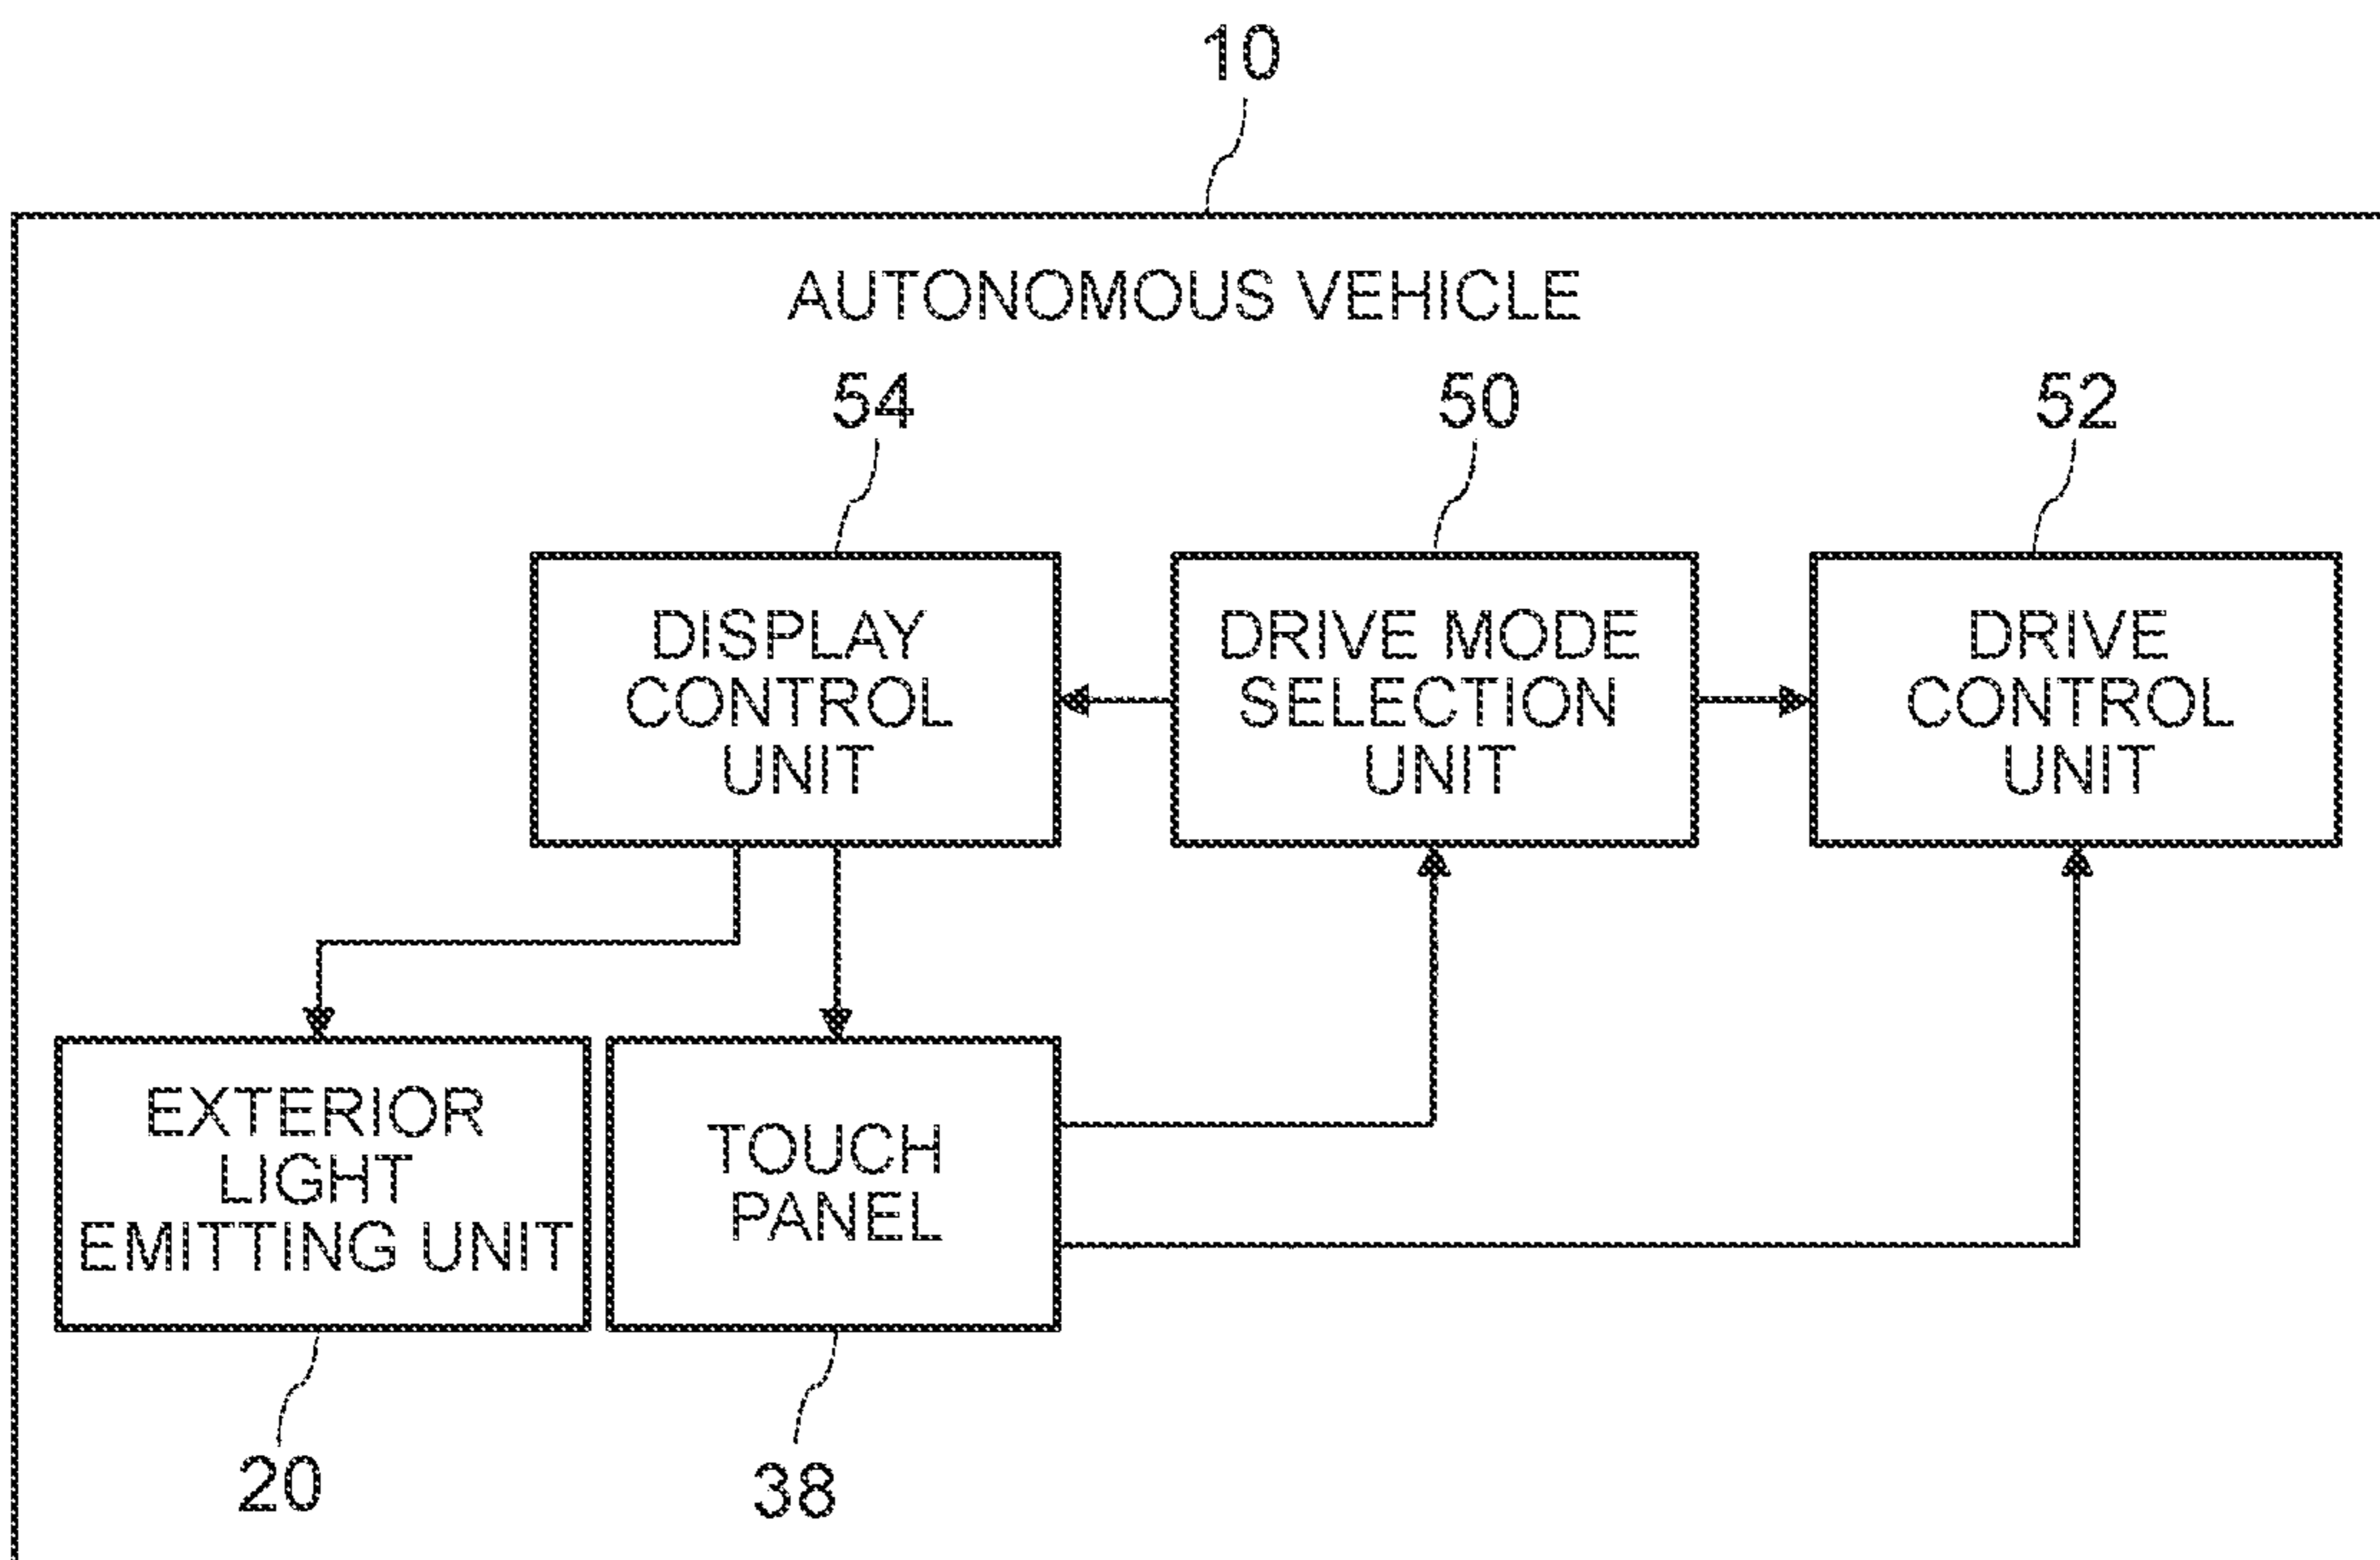 10
AUTONOMOUS VEHICLE
54
50
52
DISPLAY
CONTROL
UNIT
DRIVE MODE
SELECTION
UNIT
DRIVE
CONTROL
UNIT
EXTERIOR
LIGHT
EMITTING UNIT
TOUCH
PANEL
20
38